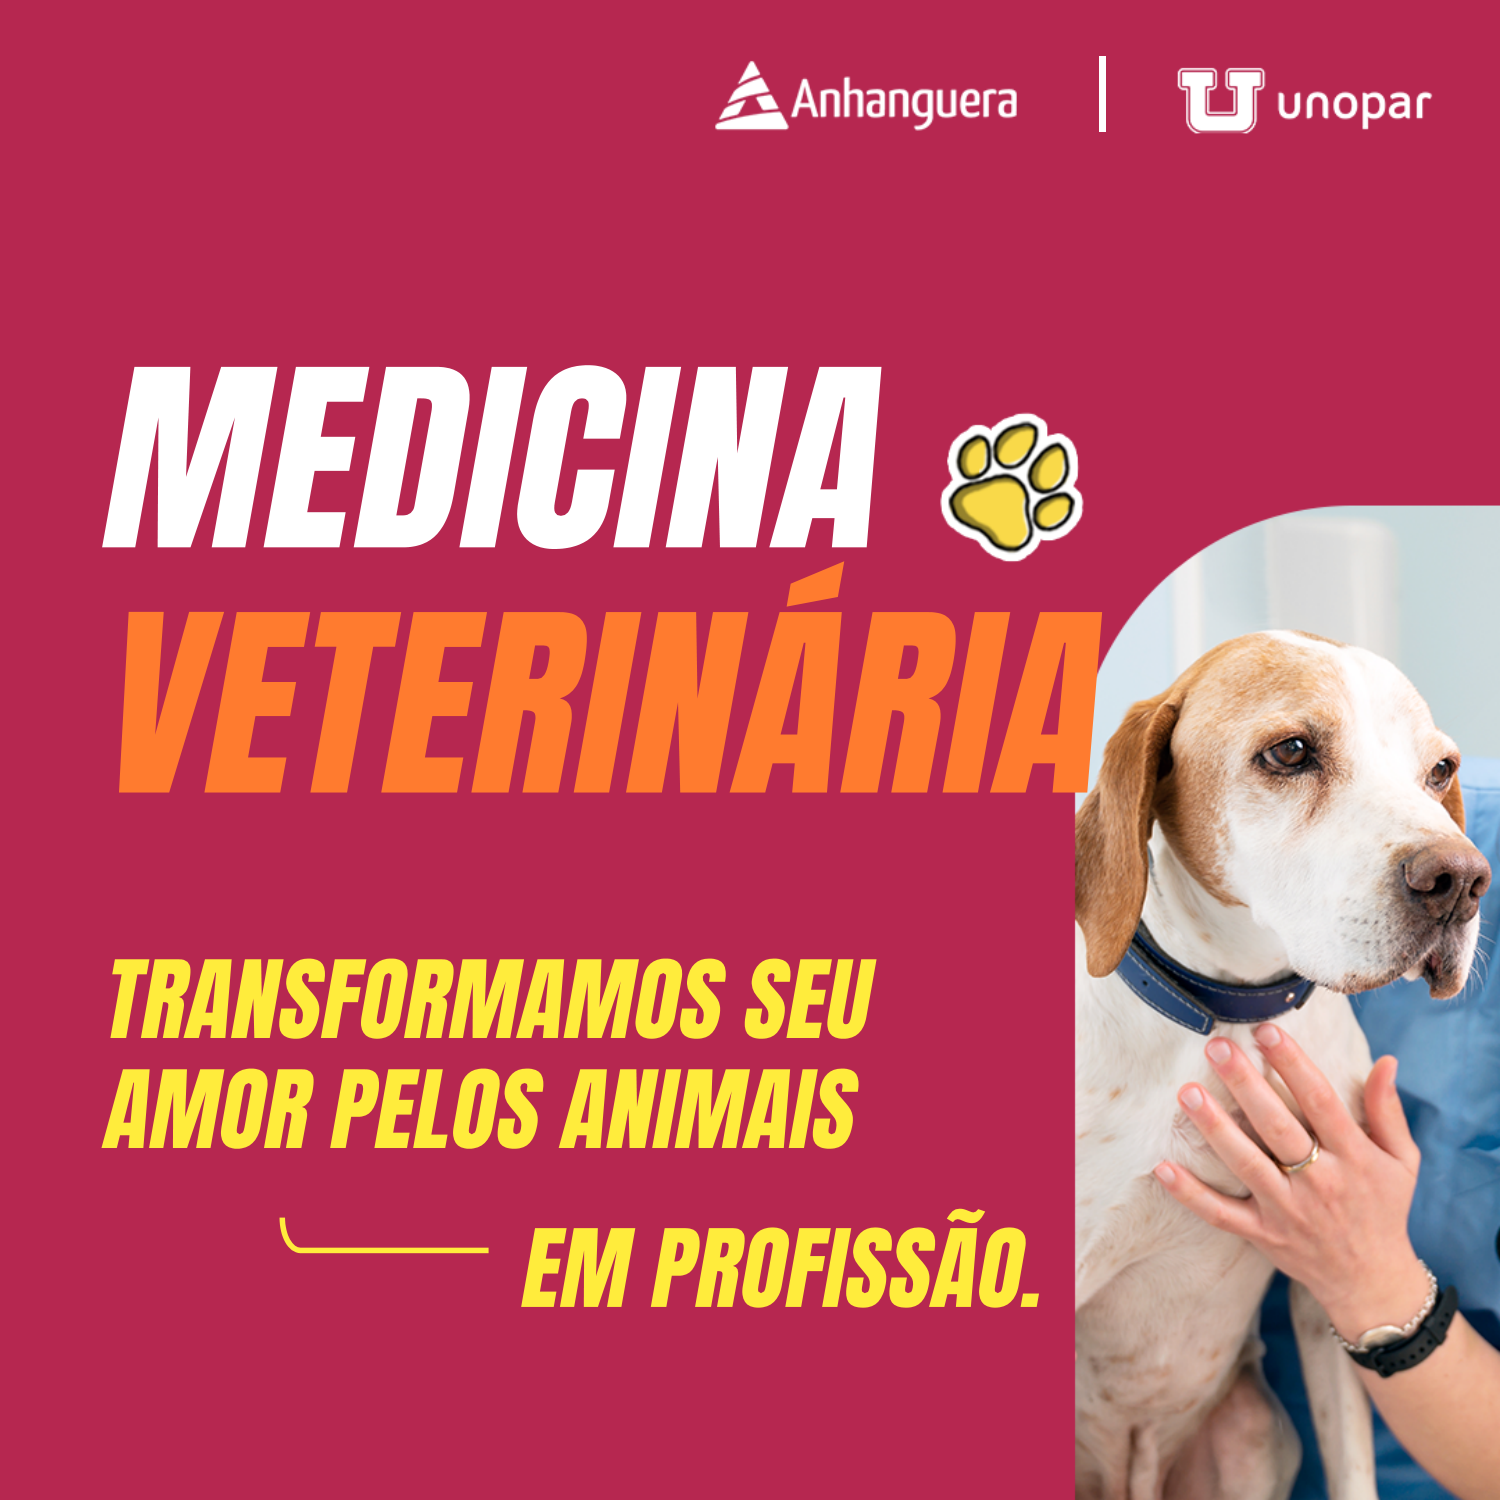 Anhanguera
unopar
MEDICINA
VETERINÁRIA
TRANSFORMAMOS SEU
AMOR PELOS ANIMAIS
EM PROFISSÃO.